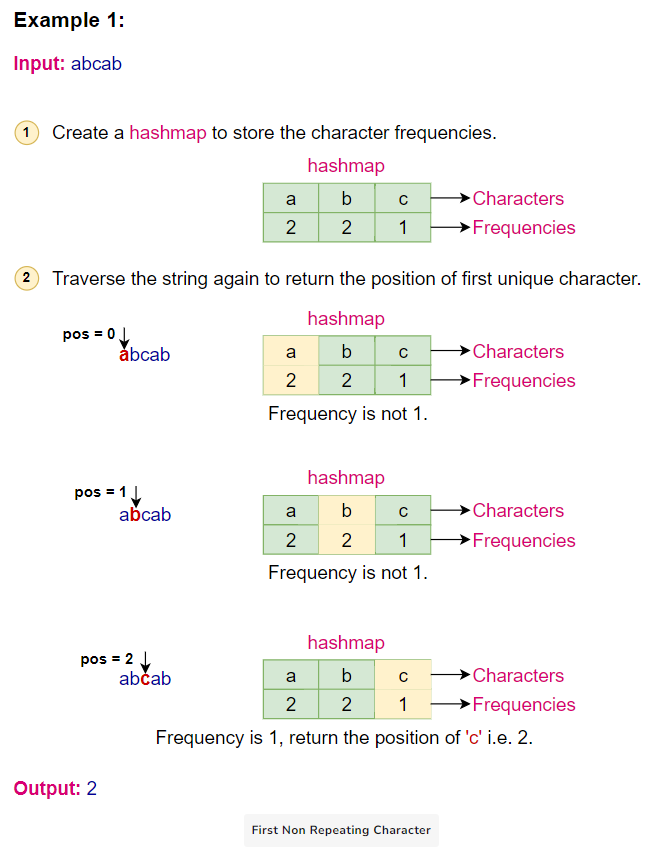 Example 1:
Input: abcab
1 Create a hashmap to store the character frequencies.
hashmap
a b c Characters
2 2 1 Frequencies
2 Traverse the string again to return the position of first unique character.
hashmap
pos = 0
abcab
a b c Characters
2 2 1 Frequencies
Frequency is not 1.
hashmap
pos = 1
abcab
a b c Characters
2 2 1 Frequencies
Frequency is not 1.
hashmap
pos = 2
abcab
a b c Characters
2 2 1 Frequencies
Frequency is 1, return the position of 'c' i.e. 2.
Output: 2
First Non Repeating Character